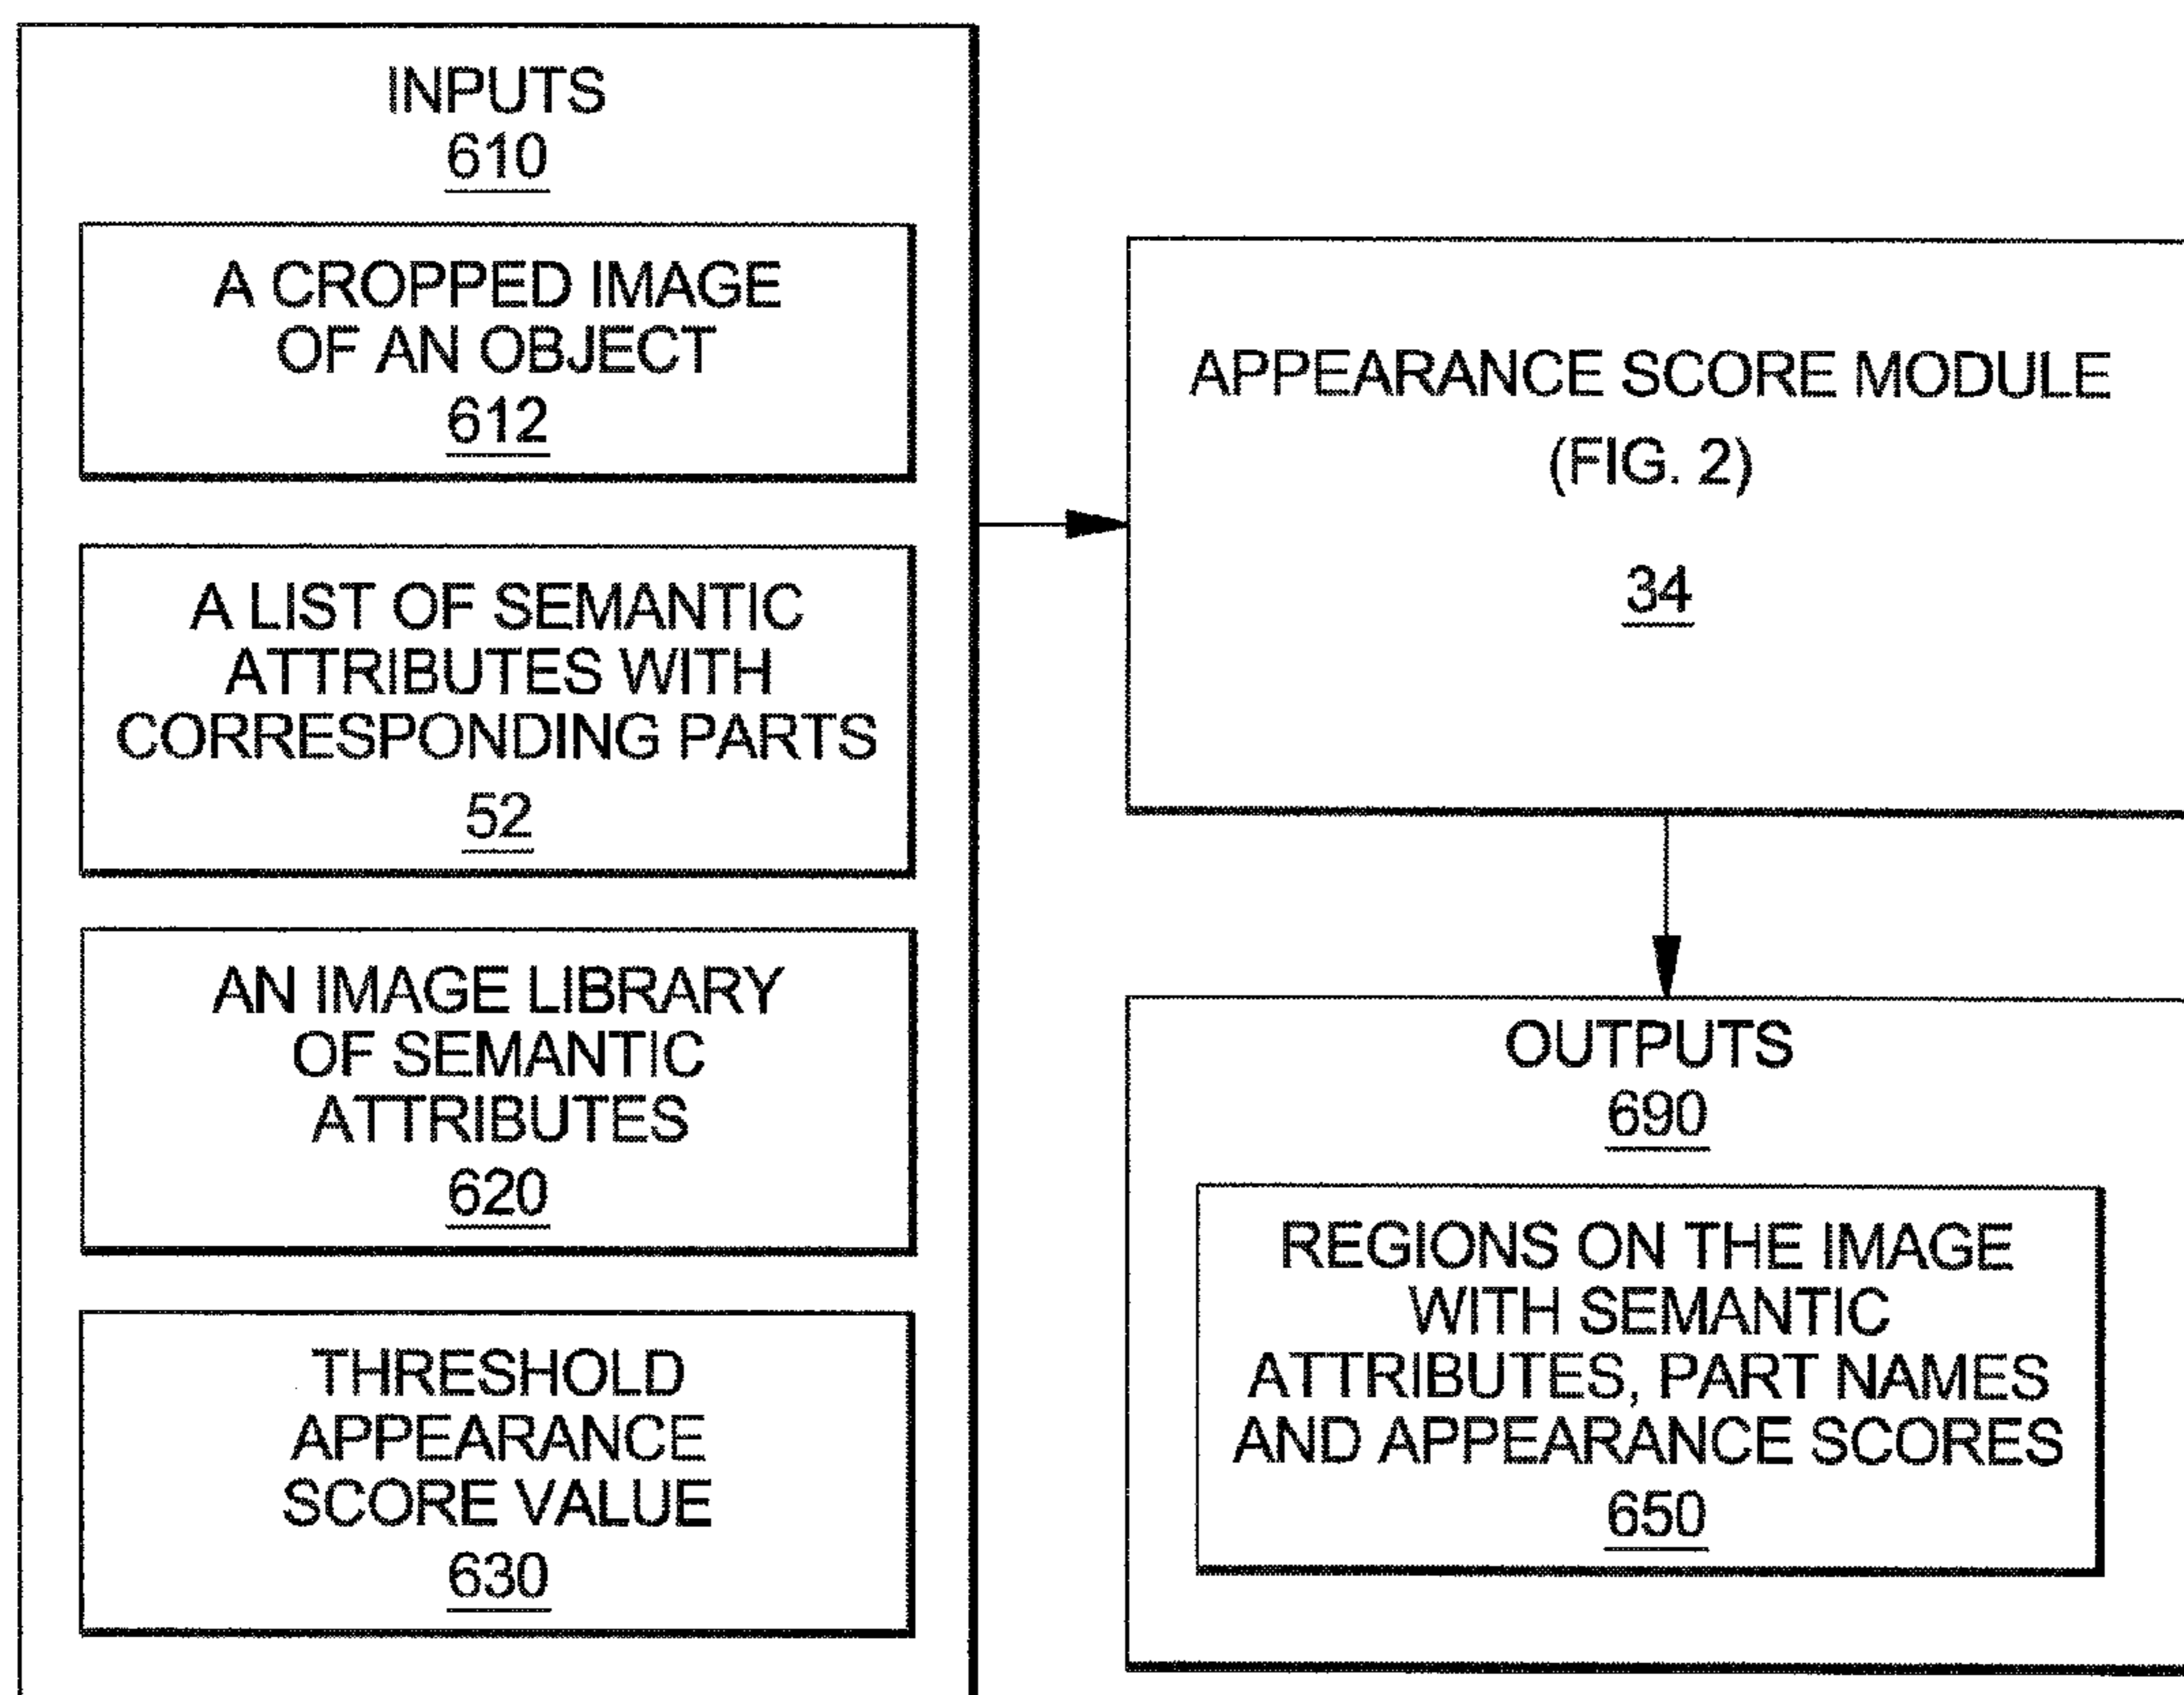 INPUTS
610
A CROPPED IMAGE
OF AN OBJECT
612
A LIST OF SEMANTIC
ATTRIBUTES WITH
CORRESPONDING PARTS
52
AN IMAGE LIBRARY
OF SEMANTIC
ATTRIBUTES
620
THRESHOLD
APPEARANCE
SCORE VALUE
630
APPEARANCE SCORE MODULE
(FIG. 2)
34
OUTPUTS
690
REGIONS ON THE IMAGE
WITH SEMANTIC
ATTRIBUTES, PART NAMES
AND APPEARANCE SCORES
650